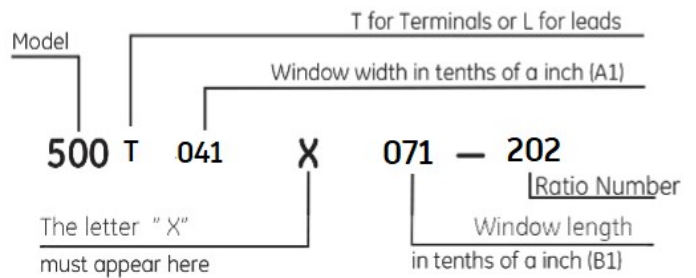 T for Terminals or L for leads
Model
Window width in tenths of a inch (A1)
500 T 041 X 071 — 202
Ratio Number
The letter " X"
Window length
must appear here
in tenths of a inch (B1)